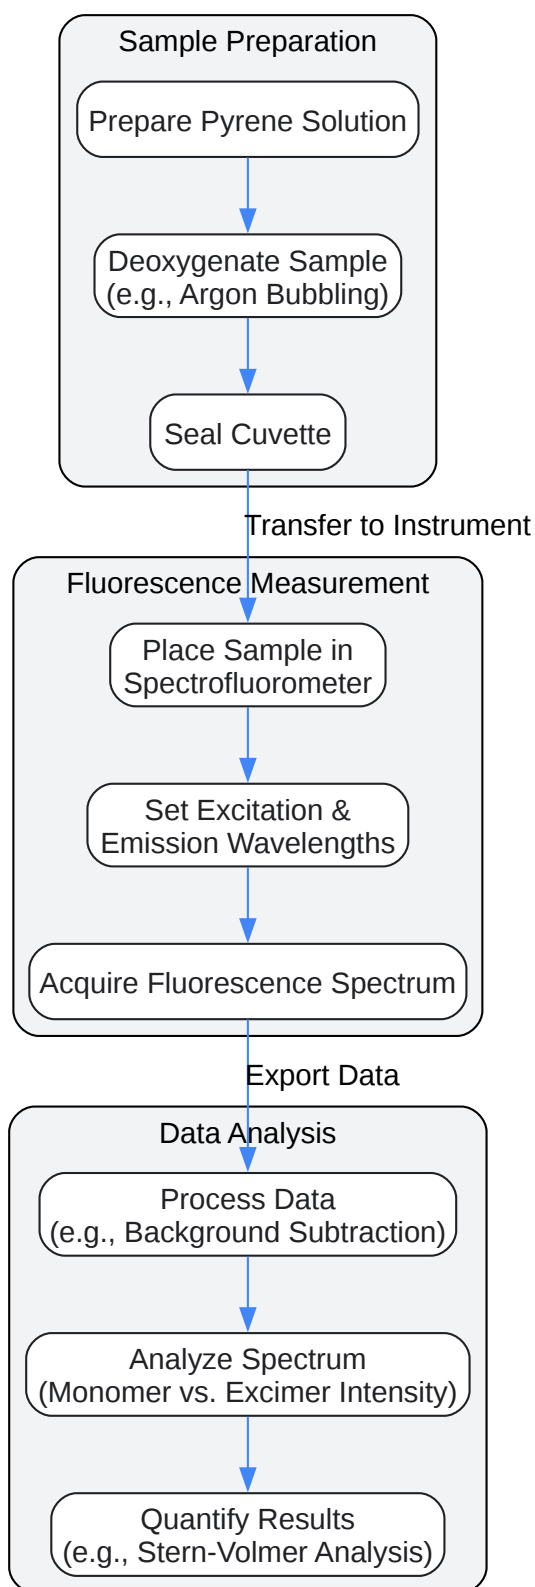 Sample Preparation
Prepare Pyrene Solution
Deoxygenate Sample
(e.g., Argon Bubbling)
Seal Cuvette
Transfer to Instrument
Fluorescence Measurement
Place Sample in
Spectrofluorometer
Set Excitation &
Emission Wavelengths
Acquire Fluorescence Spectrum
Export Data
Data Analysis
Process Data
(e.g., Background Subtraction)
Analyze Spectrum
(Monomer vs. Excimer Intensity)
Quantify Results
(e.g., Stern-Volmer Analysis)